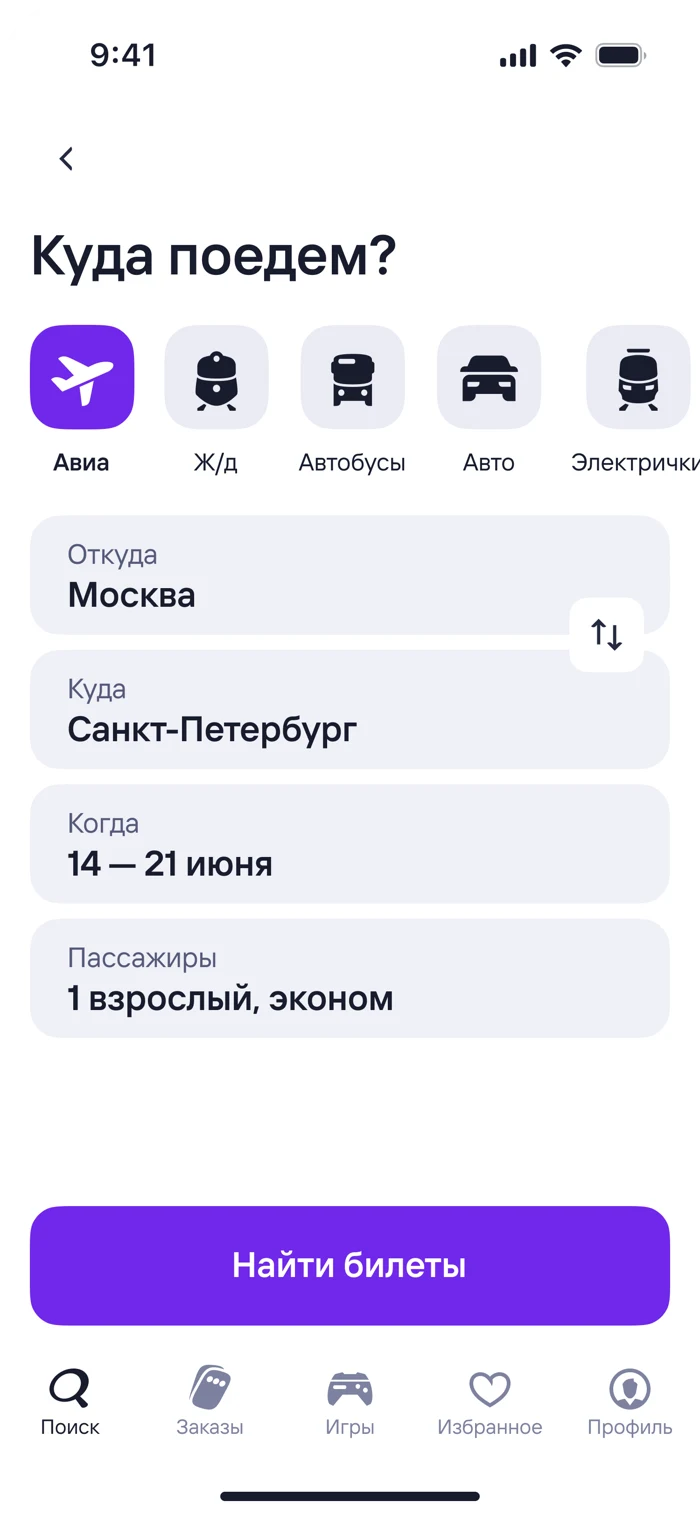 9:41
Куда поедем?
Авиа
Ж/д
Автобусы
Авто
Электрички
Откуда
Москва
Куда
Санкт-Петербург
Когда
14 — 21 июня
Пассажиры
1 взрослый, эконом
Найти билеты
Поиск
Заказы
Игры
Избранное
Профиль